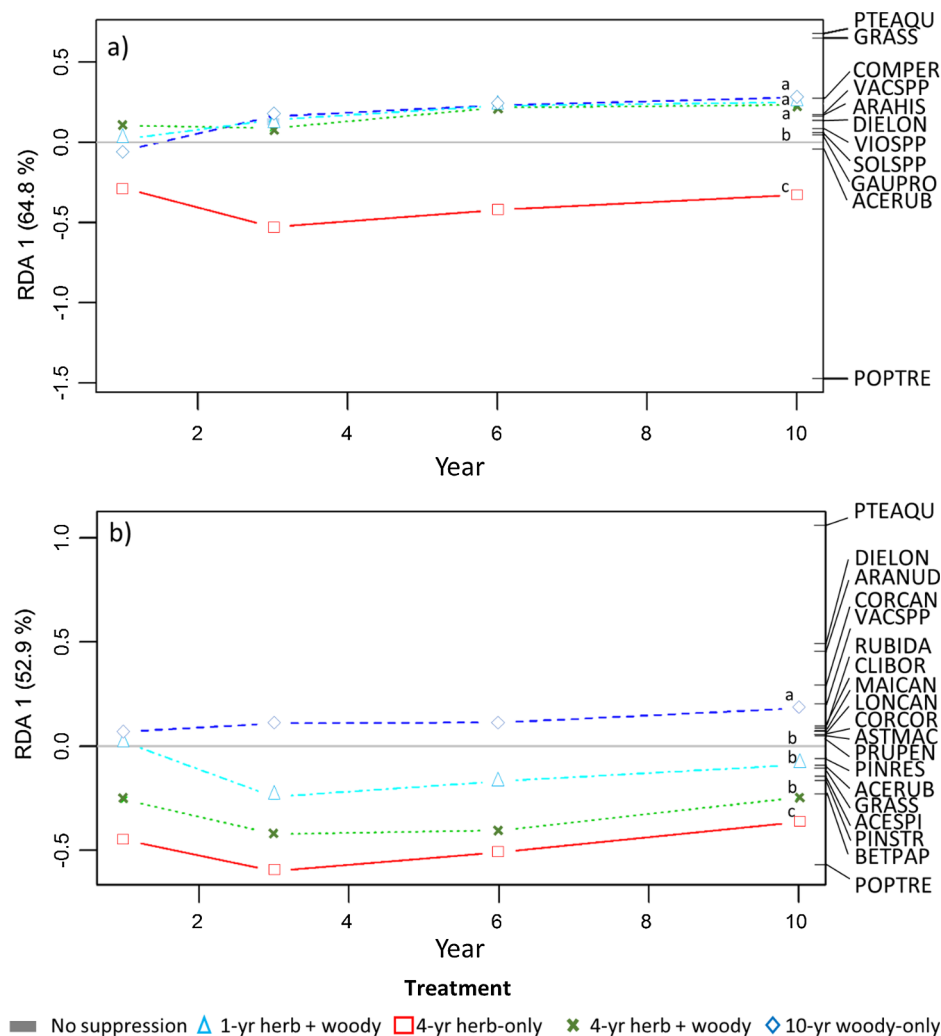 a)
RDA 1 (64.8 %)
0.5
0.0
-0.5
-1.0
-1.5
2
4
6
8
10
Year
a
a
a
b
c
PTEAQU
GRASS
COMPER
VACSPP
ARAHIS
DIELON
VIOSPP
SOLSPP
GAUPRO
ACERUB
POPTRE
b)
RDA 1 (52.9 %)
1.0
0.5
0.0
-0.5
2
4
6
8
10
Year
a
b
b
b
c
PTEAQU
DIELON
ARANUD
CORCAN
VACSPP
RUBIDA
CLIBOR
MAICAN
LONCAN
CORCOR
ASTMAC
PRUPEN
PINRES
ACERUB
GRASS
ACESPI
PINSTR
BETPAP
POPTRE
Treatment
No suppression 1-yr herb + woody 4-yr herb-only 4-yr herb + woody 10-yr woody-only